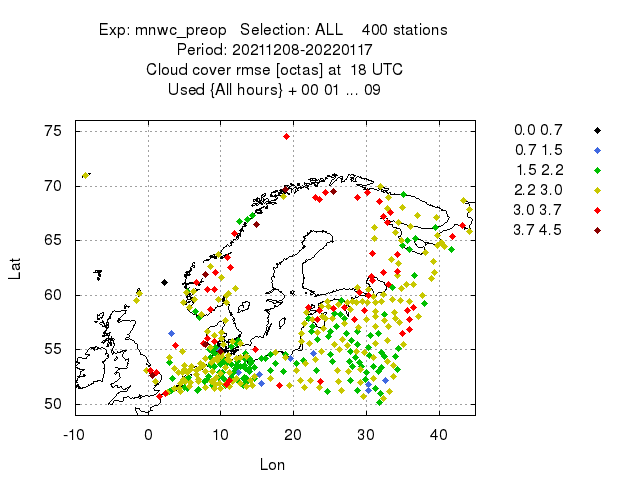 Exp: mnwc_preop   Selection: ALL    400 stations
Period: 20211208-20220117
Cloud cover rmse [octas] at  18 UTC
Used {All hours} + 00 01 ... 09
75
70
65
60
55
50
Lat
-10 0 10 20 30 40
Lon
0.0 0.7
0.7 1.5
1.5 2.2
2.2 3.0
3.0 3.7
3.7 4.5